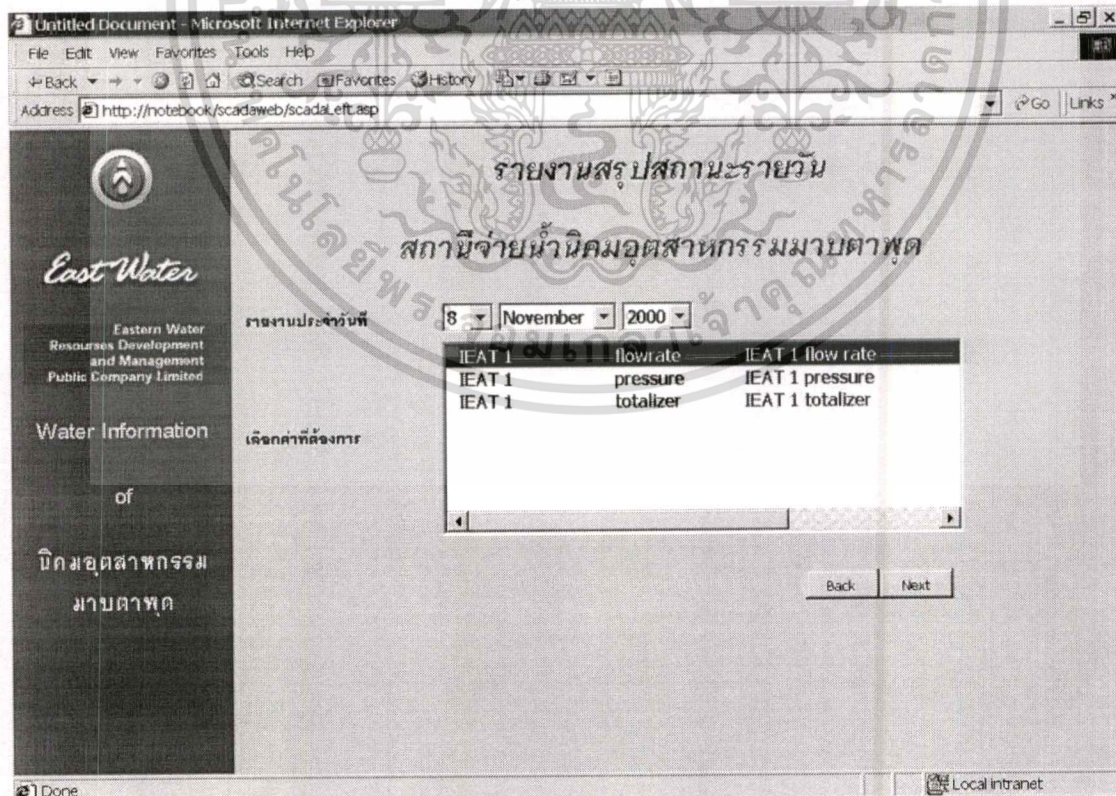 Untitled Document - Microsoft Internet Explorer
File Edit View Favorites Tools Help
Back Search Favorites History
Address http://notebook/scadaweb/scadaLeft.asp Go Links
รายงานสรุปสถานะรายวัน
สถานีจ่ายน้ำนิคมอุตสาหกรรมมาบตาพุด
East Water
Eastern Water
Resourses Development
and Management
Public Company Limited
Water Information
of
นิคมอุตสาหกรรม
มาบตาพุด
รายงานประจำวันที่ 8 November 2000
IEAT 1 flowrate IEAT 1 flow rate
IEAT 1 pressure IEAT 1 pressure
IEAT 1 totalizer IEAT 1 totalizer
เลือกค่าที่ต้องการ
Back Next
Done Local intranet